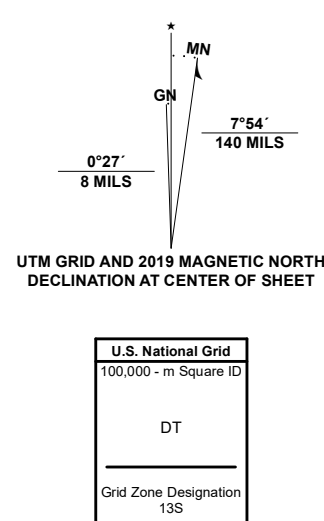 MN
GN
7°54´
140 MILS
0°27´
8 MILS
UTM GRID AND 2019 MAGNETIC NORTH
DECLINATION AT CENTER OF SHEET
U.S. National Grid
100,000 - m Square ID
DT
Grid Zone Designation
13S